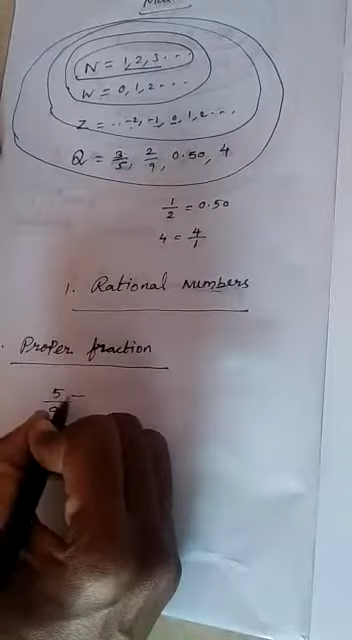 N = 1, 2, 3 ...
W = 0, 1, 2 ...
Z = ... -2, -1, 0, 1, 2 ...
Q = 3/5, 2/9, 0.50, 4
1/2 = 0.50
4 = 4/1
1. Rational numbers
Proper fraction
5